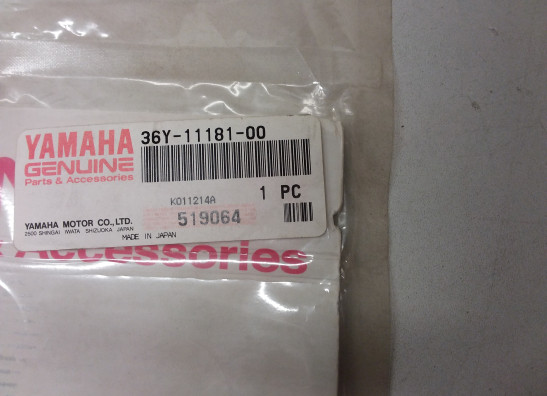 YAMAHA
GENUINE
Parts & Accessories
36Y-11181-00
K011214A
1 PC
519064
YAMAHA MOTOR CO., LTD.
2500 SHINGAI IWATA SHIZUOKA JAPAN
MADE IN JAPAN
Accessories